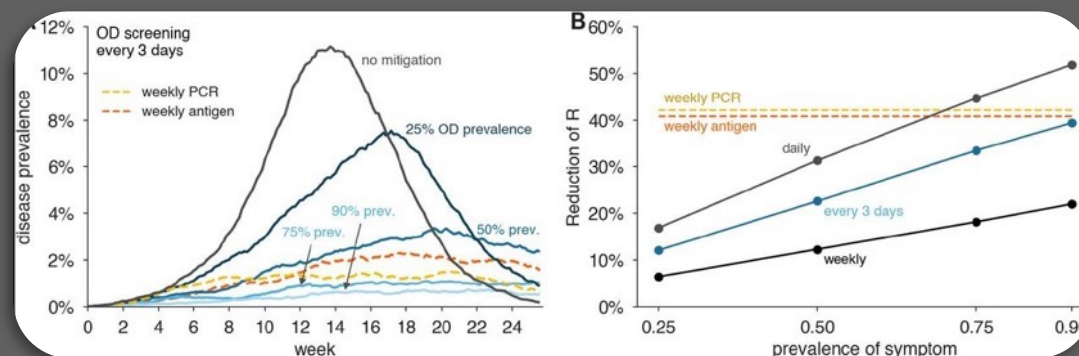 12%
10%
8%
6%
4%
2%
0%
disease prevalence
OD screening
every 3 days
weekly PCR
weekly antigen
no mitigation
25% OD prevalence
90% prev.
75% prev.
50% prev.
0 2 4 6 8 10 12 14 16 18 20 22 24
week
B
60%
50%
40%
30%
20%
10%
0%
Reduction of R
weekly PCR
weekly antigen
daily
every 3 days
weekly
0.25 0.50 0.75 0.9
prevalence of symptom